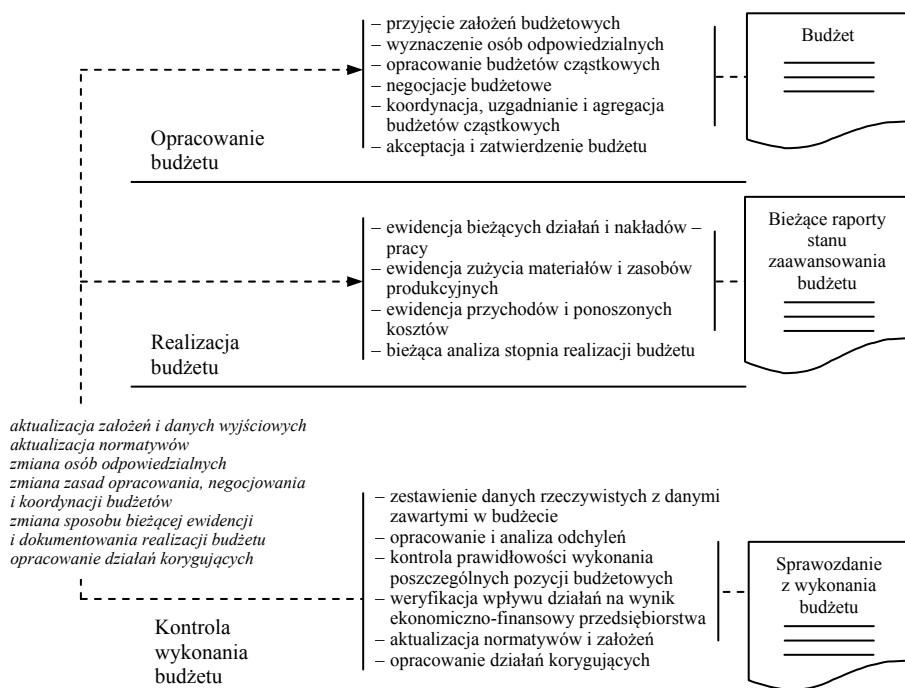 – przyjęcie założeń budżetowych
– wyznaczenie osób odpowiedzialnych
– opracowanie budżetów cząstkowych
– negocjacje budżetowe
– koordynacja, uzgadnianie i agregacja
budżetów cząstkowych
– akceptacja i zatwierdzenie budżetu
Budżet
Opracowanie
budżetu
– ewidencja bieżących działań i nakładów –
pracy
– ewidencja zużycia materiałów i zasobów
produkcyjnych
– ewidencja przychodów i ponoszonych
kosztów
– bieżąca analiza stopnia realizacji budżetu
Bieżące raporty
stanu
zaawansowania
budżetu
Realizacja
budżetu
aktualizacja założeń i danych wyjściowych
aktualizacja normatywów
zmiana osób odpowiedzialnych
zmiana zasad opracowania, negocjowania
i koordynacji budżetów
zmiana sposobu bieżącej ewidencji
i dokumentowania realizacji budżetu
opracowanie działań korygujących
– zestawienie danych rzeczywistych z danymi
zawartymi w budżecie
– opracowanie i analiza odchyleń
– kontrola prawidłowości wykonania
poszczególnych pozycji budżetowych
– weryfikacja wpływu działań na wynik
ekonomiczno-finansowy przedsiębiorstwa
– aktualizacja normatywów i założeń
– opracowanie działań korygujących
Sprawozdanie
z wykonania
budżetu
Kontrola
wykonania
budżetu